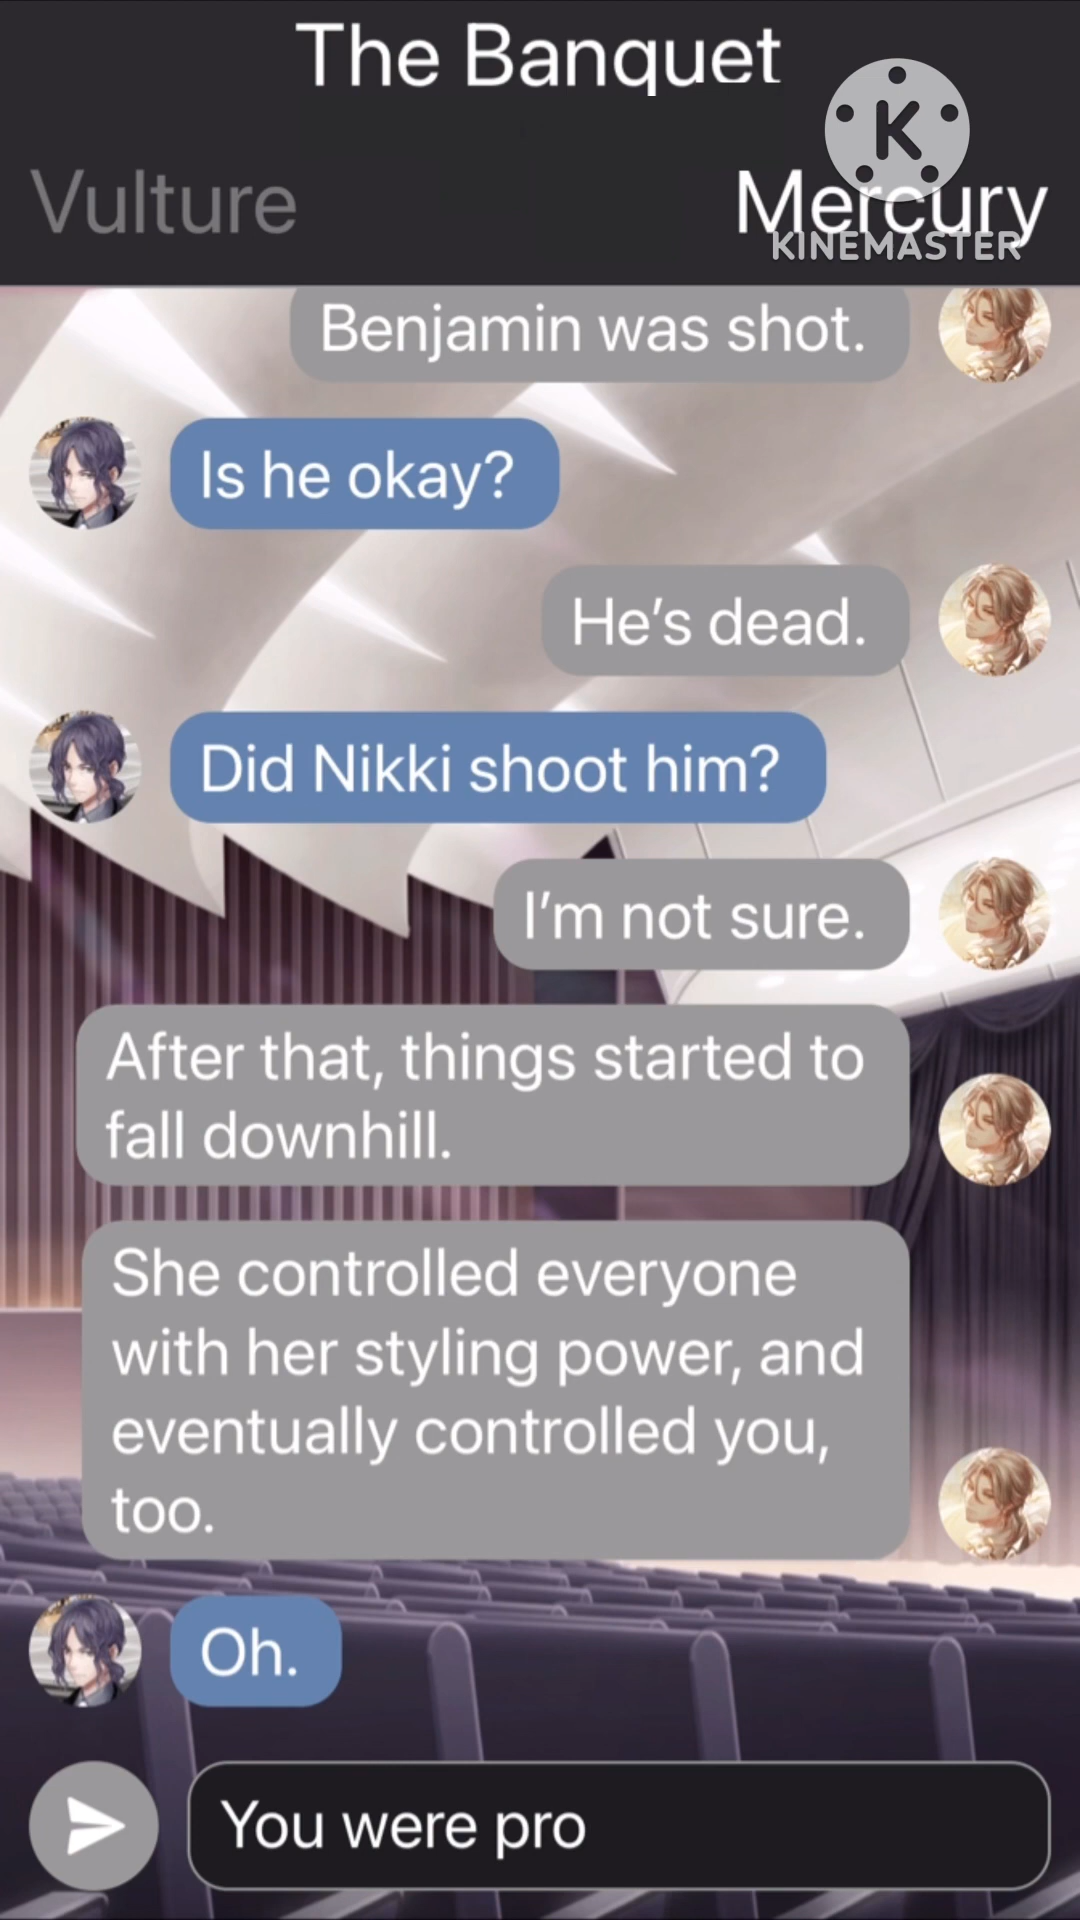 The Banquet
K
Vulture
Mercury
KINEMASTER
Benjamin was shot.
Is he okay?
He’s dead.
Did Nikki shoot him?
I’m not sure.
After that, things started to
fall downhill.
She controlled everyone
with her styling power, and
eventually controlled you,
too.
Oh.
You were pro